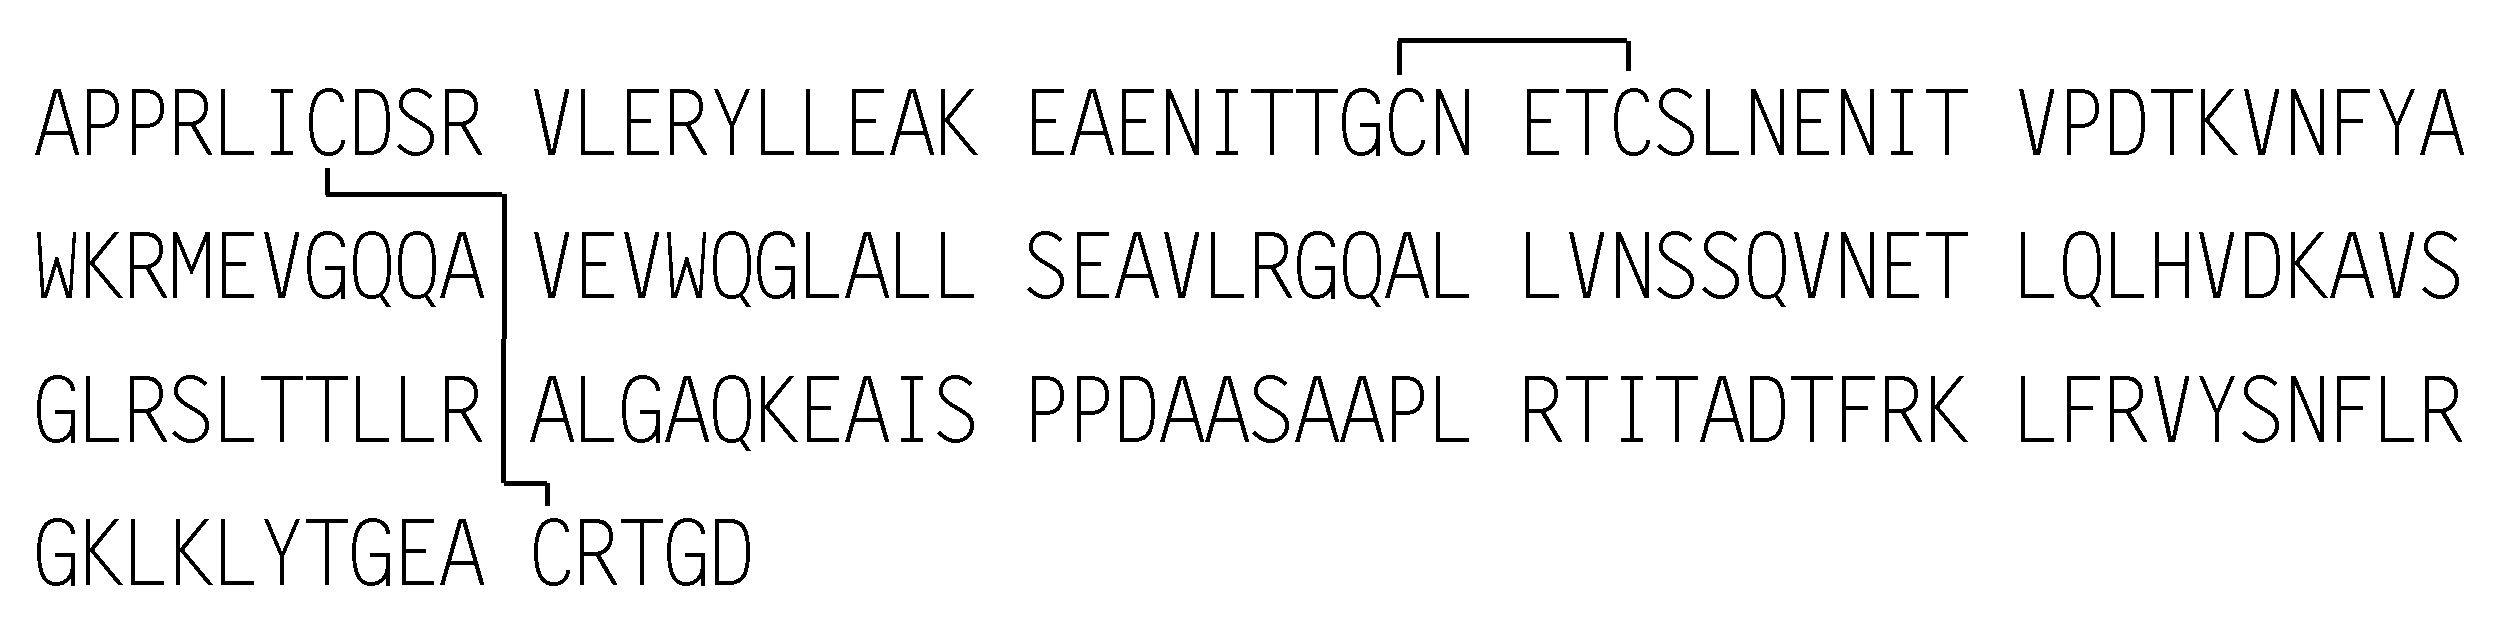 APPRLICDSR VLERYLLEAK EAENITTGCN ETCSLNENIT VPDTKVNFYA
WKRMEVGQQA VEVWQGLALL SEAVLRGQAL LVNSSQVNET LQLHVDKAVS
GLRSLTTLLR ALGAQKEAIS PPDAASAAPL RTITADTFRK LFRVYSNFLR
GKLKLYTGEA CRTGD